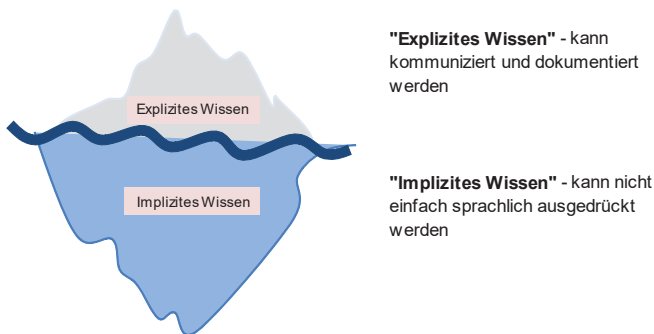 "Explizites Wissen" - kann
kommuniziert und dokumentiert
werden
Explizites Wissen
"Implizites Wissen" - kann nicht
einfach sprachlich ausgedrückt
werden
Implizites Wissen